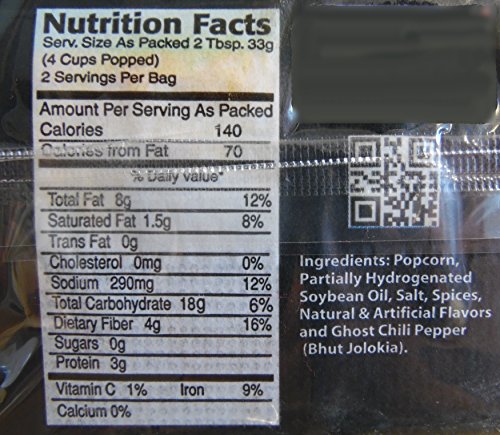 Nutrition Facts
Serv. Size As Packed 2 Tbsp. 33g
(4 Cups Popped)
2 Servings Per Bag
Amount Per Serving As Packed
Calories 140
Calories from Fat 70
% Daily Value*
Total Fat 8g 12%
Saturated Fat 1.5g 8%
Trans Fat 0g
Cholesterol 0mg 0%
Sodium 290mg 12%
Total Carbohydrate 18g 6%
Dietary Fiber 4g 16%
Sugars 0g
Protein 3g
Vitamin C 1% Iron 9%
Calcium 0%
Ingredients: Popcorn,
Partially Hydrogenated
Soybean Oil, Salt, Spices,
Natural & Artificial Flavors
and Ghost Chili Pepper
(Bhut Jolokia).